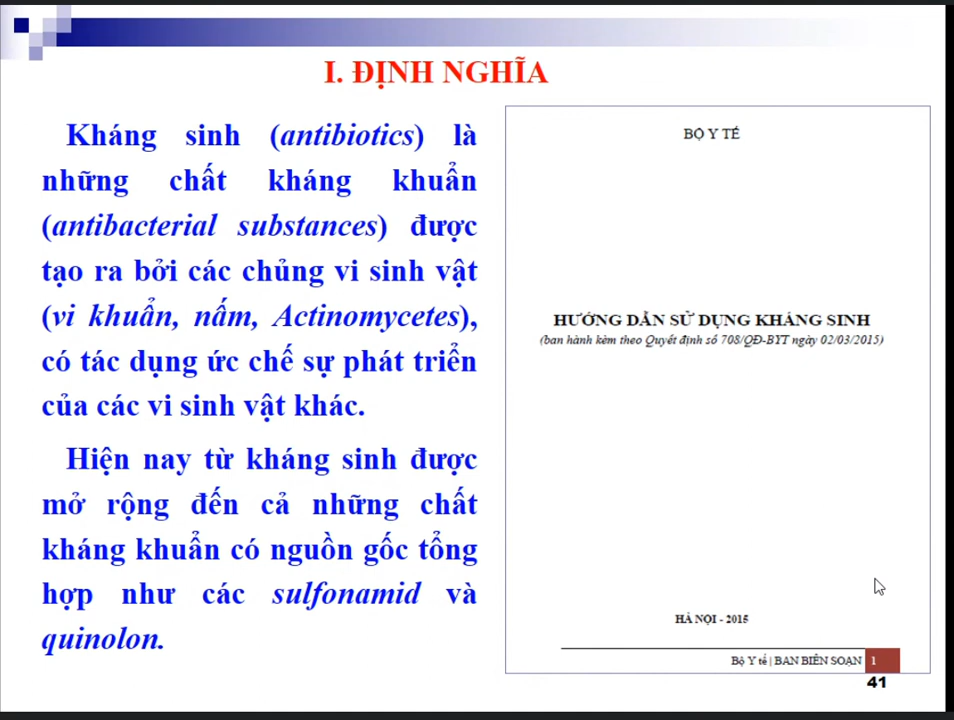 I. ĐỊNH NGHĨA
Kháng sinh (antibiotics) là
những chất kháng khuẩn
(antibacterial substances) được
tạo ra bởi các chủng vi sinh vật
(vi khuẩn, nấm, Actinomycetes),
có tác dụng ức chế sự phát triển
của các vi sinh vật khác.
Hiện nay từ kháng sinh được
mở rộng đến cả những chất
kháng khuẩn có nguồn gốc tổng
hợp như các sulfonamid và
quinolon.
BỘ Y TẾ
HƯỚNG DẪN SỬ DỤNG KHÁNG SINH
(ban hành kèm theo Quyết định số 708/QĐ-BYT ngày 02/03/2015)
HÀ NỘI - 2015
Bộ Y tế | BAN BIÊN SOẠN 1
41